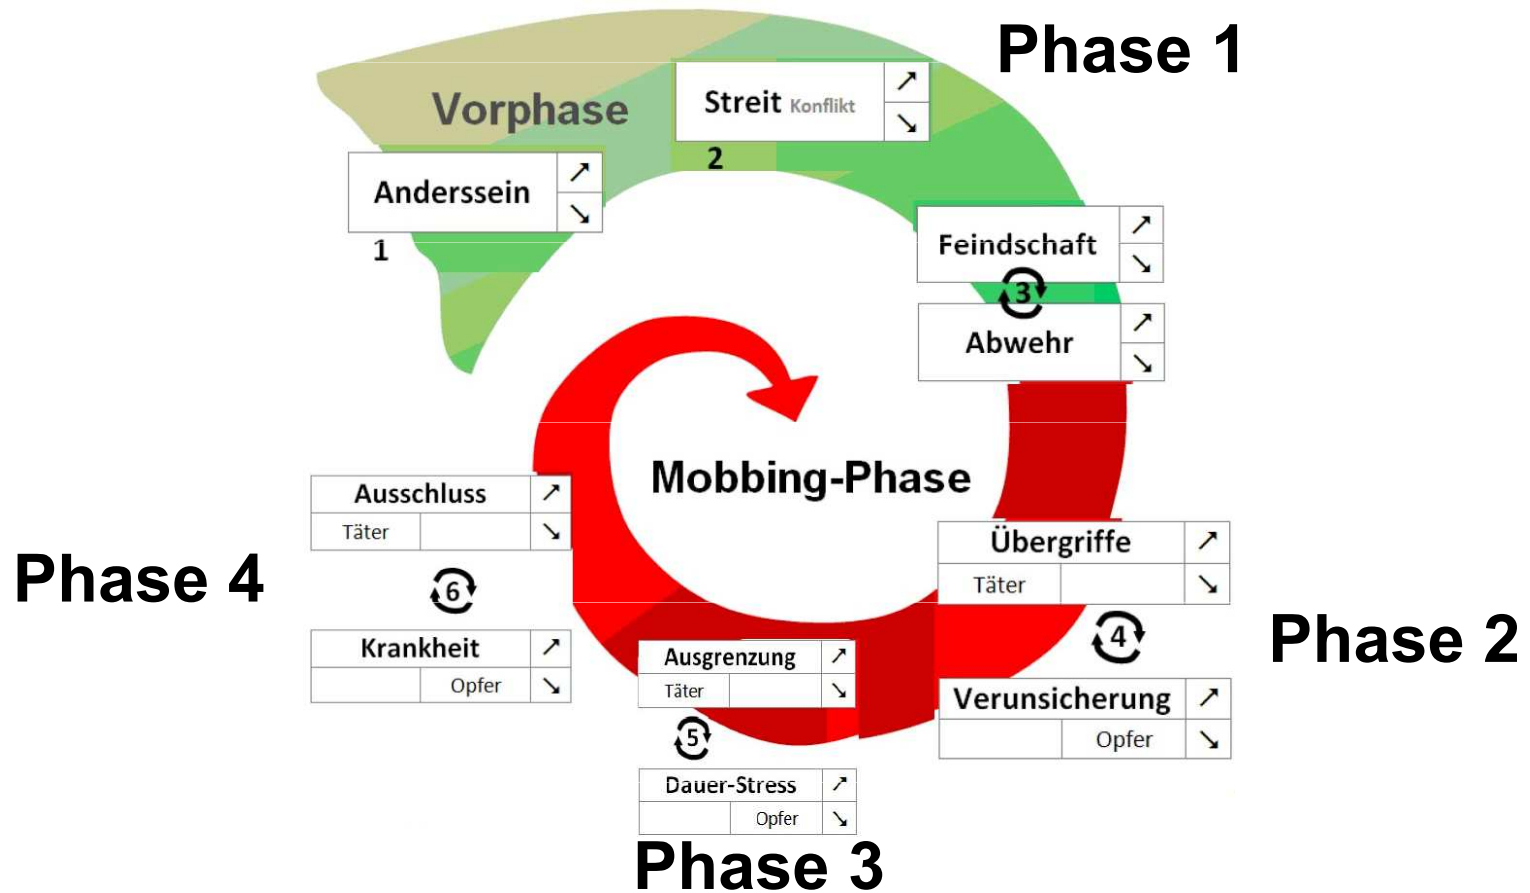 Phase 1
Vorphase
Streit Konflikt
↗
↘
2
Anderssein
↗
↘
1
Feindschaft
↗
↘
3
Abwehr
↗
↘
Mobbing-Phase
Übergriffe ↗
Täter ↘
4
Verunsicherung ↗
Opfer ↘
Phase 2
Ausgrenzung ↗
Täter ↘
5
Dauer-Stress ↗
Opfer ↘
Phase 3
Ausschluss ↗
Täter ↘
6
Krankheit ↗
Opfer ↘
Phase 4